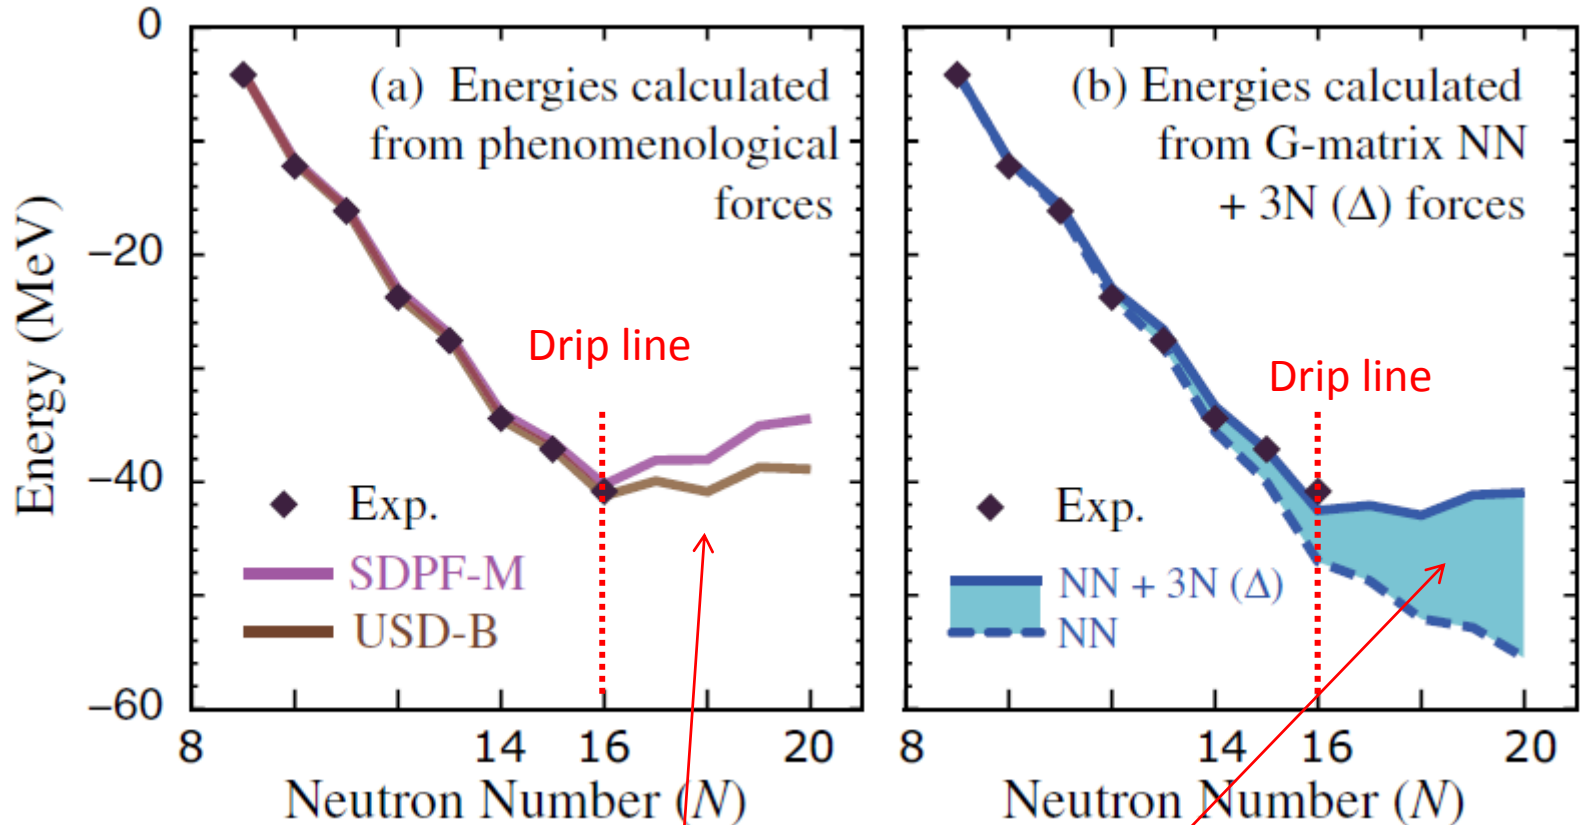 0
−20
−40
−60
Energy (MeV)
(a) Energies calculated
from phenomenological
forces
Drip line
Exp.
SDPF-M
USD-B
8
14
16
20
Neutron Number (N)
(b) Energies calculated
from G-matrix NN
+ 3N (Δ) forces
Drip line
Exp.
NN + 3N (Δ)
NN
8
14
16
20
Neutron Number (N)